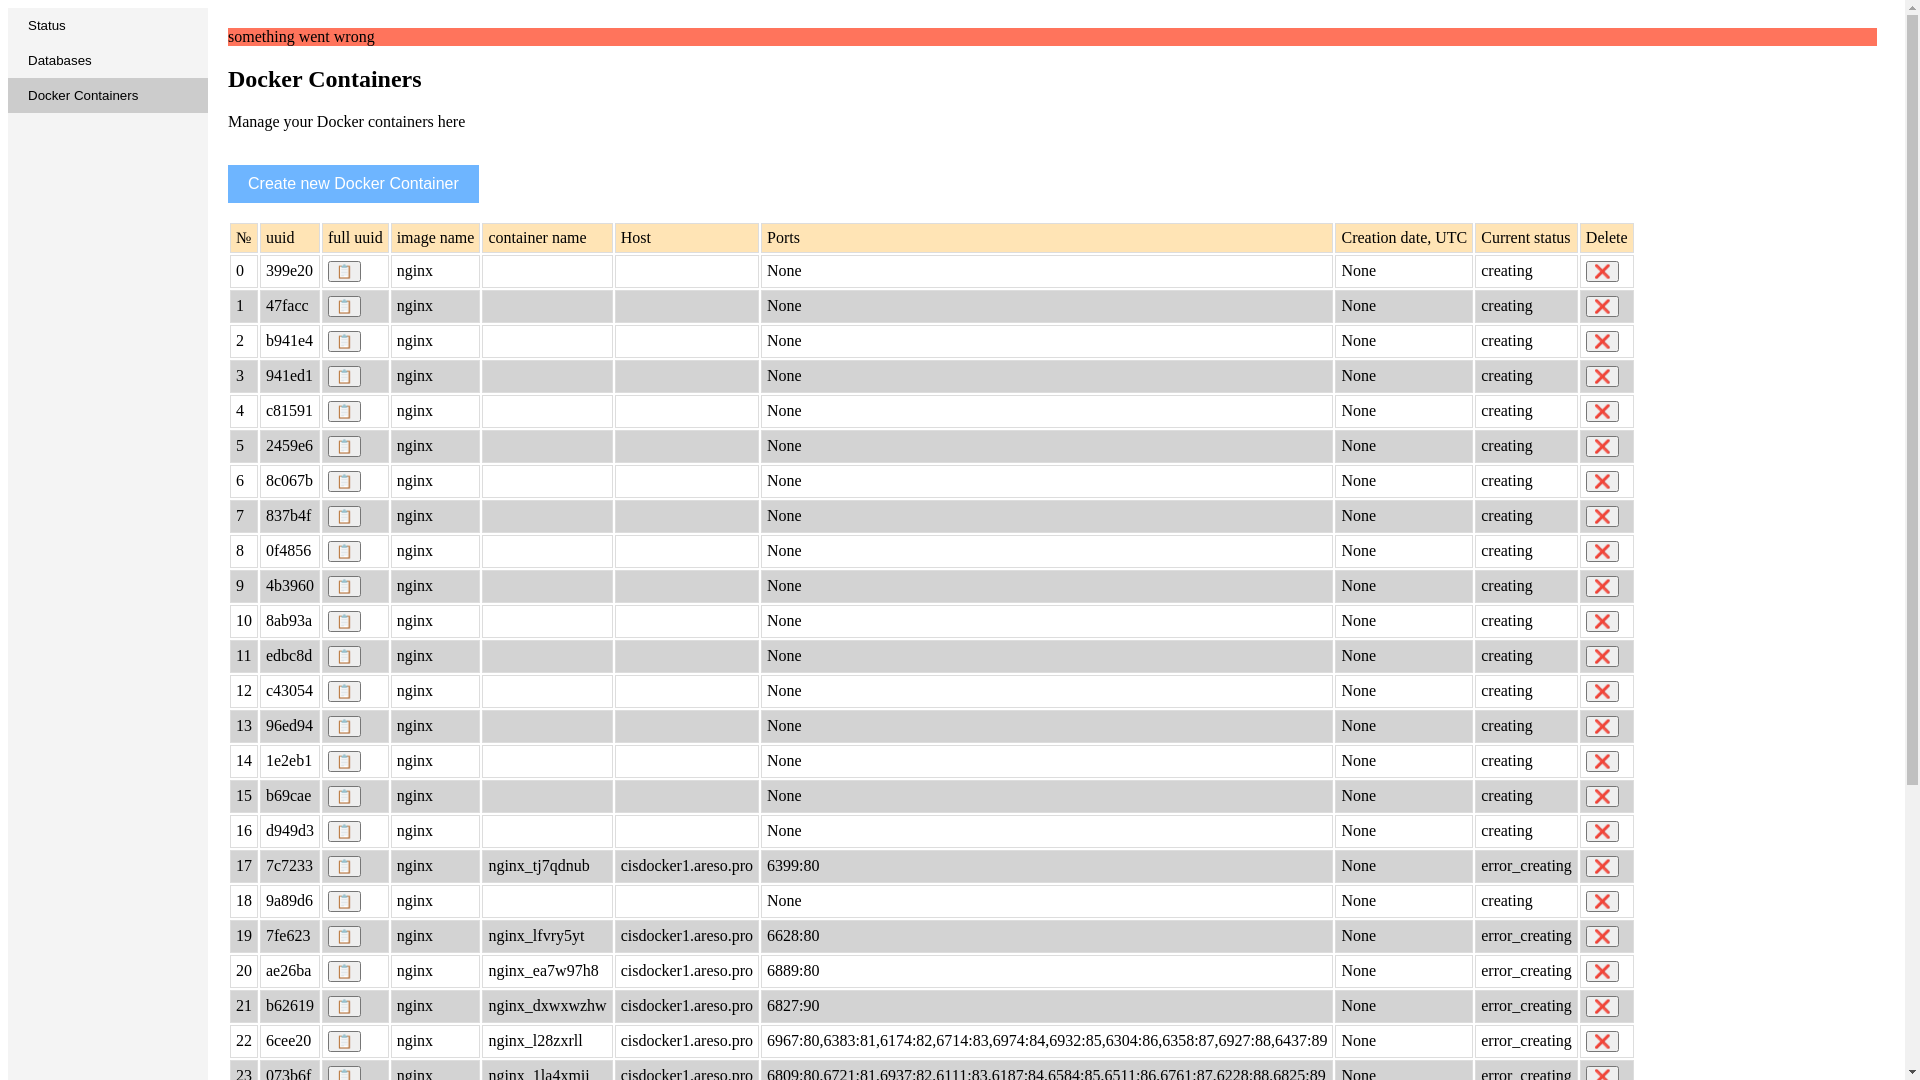 Status
Databases
Docker Containers
something went wrong
Docker Containers
Manage your Docker containers here
Create new Docker Container
№ uuid full uuid image name container name Host Ports Creation date, UTC Current status Delete
0 399e20 nginx None None creating
1 47facc nginx None None creating
2 b941e4 nginx None None creating
3 941ed1 nginx None None creating
4 c81591 nginx None None creating
5 2459e6 nginx None None creating
6 8c067b nginx None None creating
7 837b4f nginx None None creating
8 0f4856 nginx None None creating
9 4b3960 nginx None None creating
10 8ab93a nginx None None creating
11 edbc8d nginx None None creating
12 c43054 nginx None None creating
13 96ed94 nginx None None creating
14 1e2eb1 nginx None None creating
15 b69cae nginx None None creating
16 d949d3 nginx None None creating
17 7c7233 nginx nginx_tj7qdnub cisdocker1.areso.pro 6399:80 None error_creating
18 9a89d6 nginx None None creating
19 7fe623 nginx nginx_lfvry5yt cisdocker1.areso.pro 6628:80 None error_creating
20 ae26ba nginx nginx_ea7w97h8 cisdocker1.areso.pro 6889:80 None error_creating
21 b62619 nginx nginx_dxwxwzhw cisdocker1.areso.pro 6827:90 None error_creating
22 6cee20 nginx nginx_l28zxrll cisdocker1.areso.pro 6967:80,6383:81,6174:82,6714:83,6974:84,6932:85,6304:86,6358:87,6927:88,6437:89 None error_creating
23 073b6f nginx nginx_1la4xmij cisdocker1.areso.pro 6809:80,6721:81,6937:82,6111:83,6187:84,6584:85,6511:86,6761:87,6228:88,6825:89 None error_creating